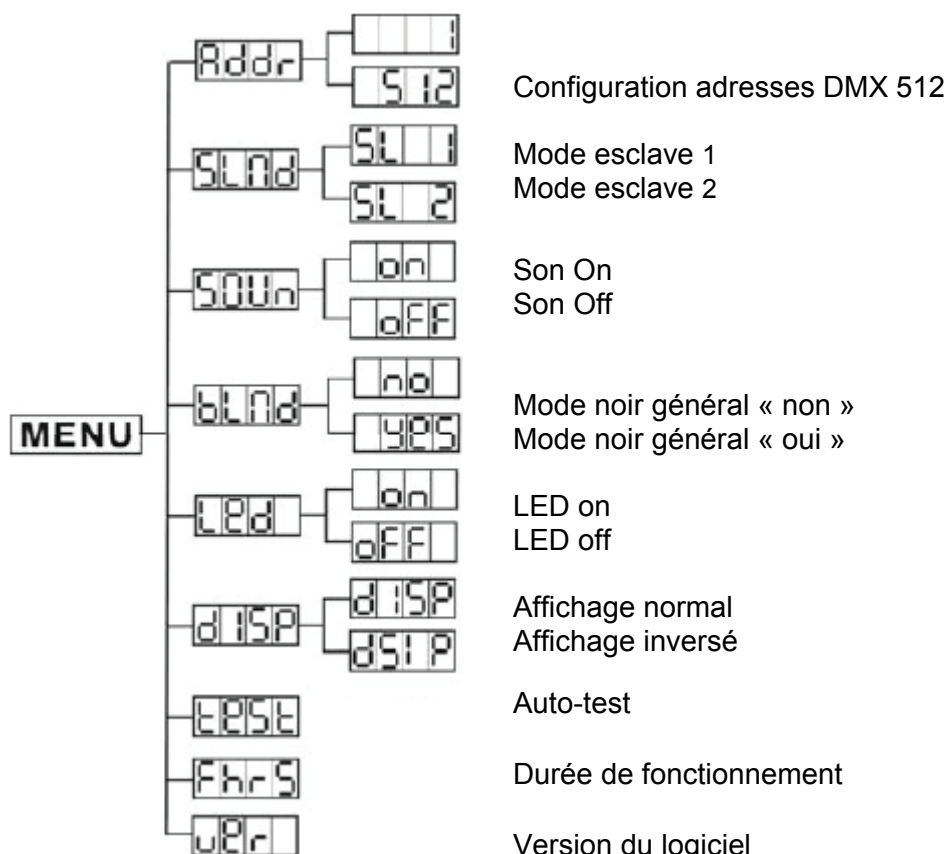 Addr
1
512
Configuration adresses DMX 512
SLMd
SL 1
SL 2
Mode esclave 1
Mode esclave 2
SOUn
on
oFF
Son On
Son Off
bLMd
no
yes
Mode noir général « non »
Mode noir général « oui »
MENU
Led
on
oFF
LED on
LED off
dISP
dISP
dSIP
Affichage normal
Affichage inversé
test
Auto-test
FhrS
Durée de fonctionnement
ver
Version du logiciel